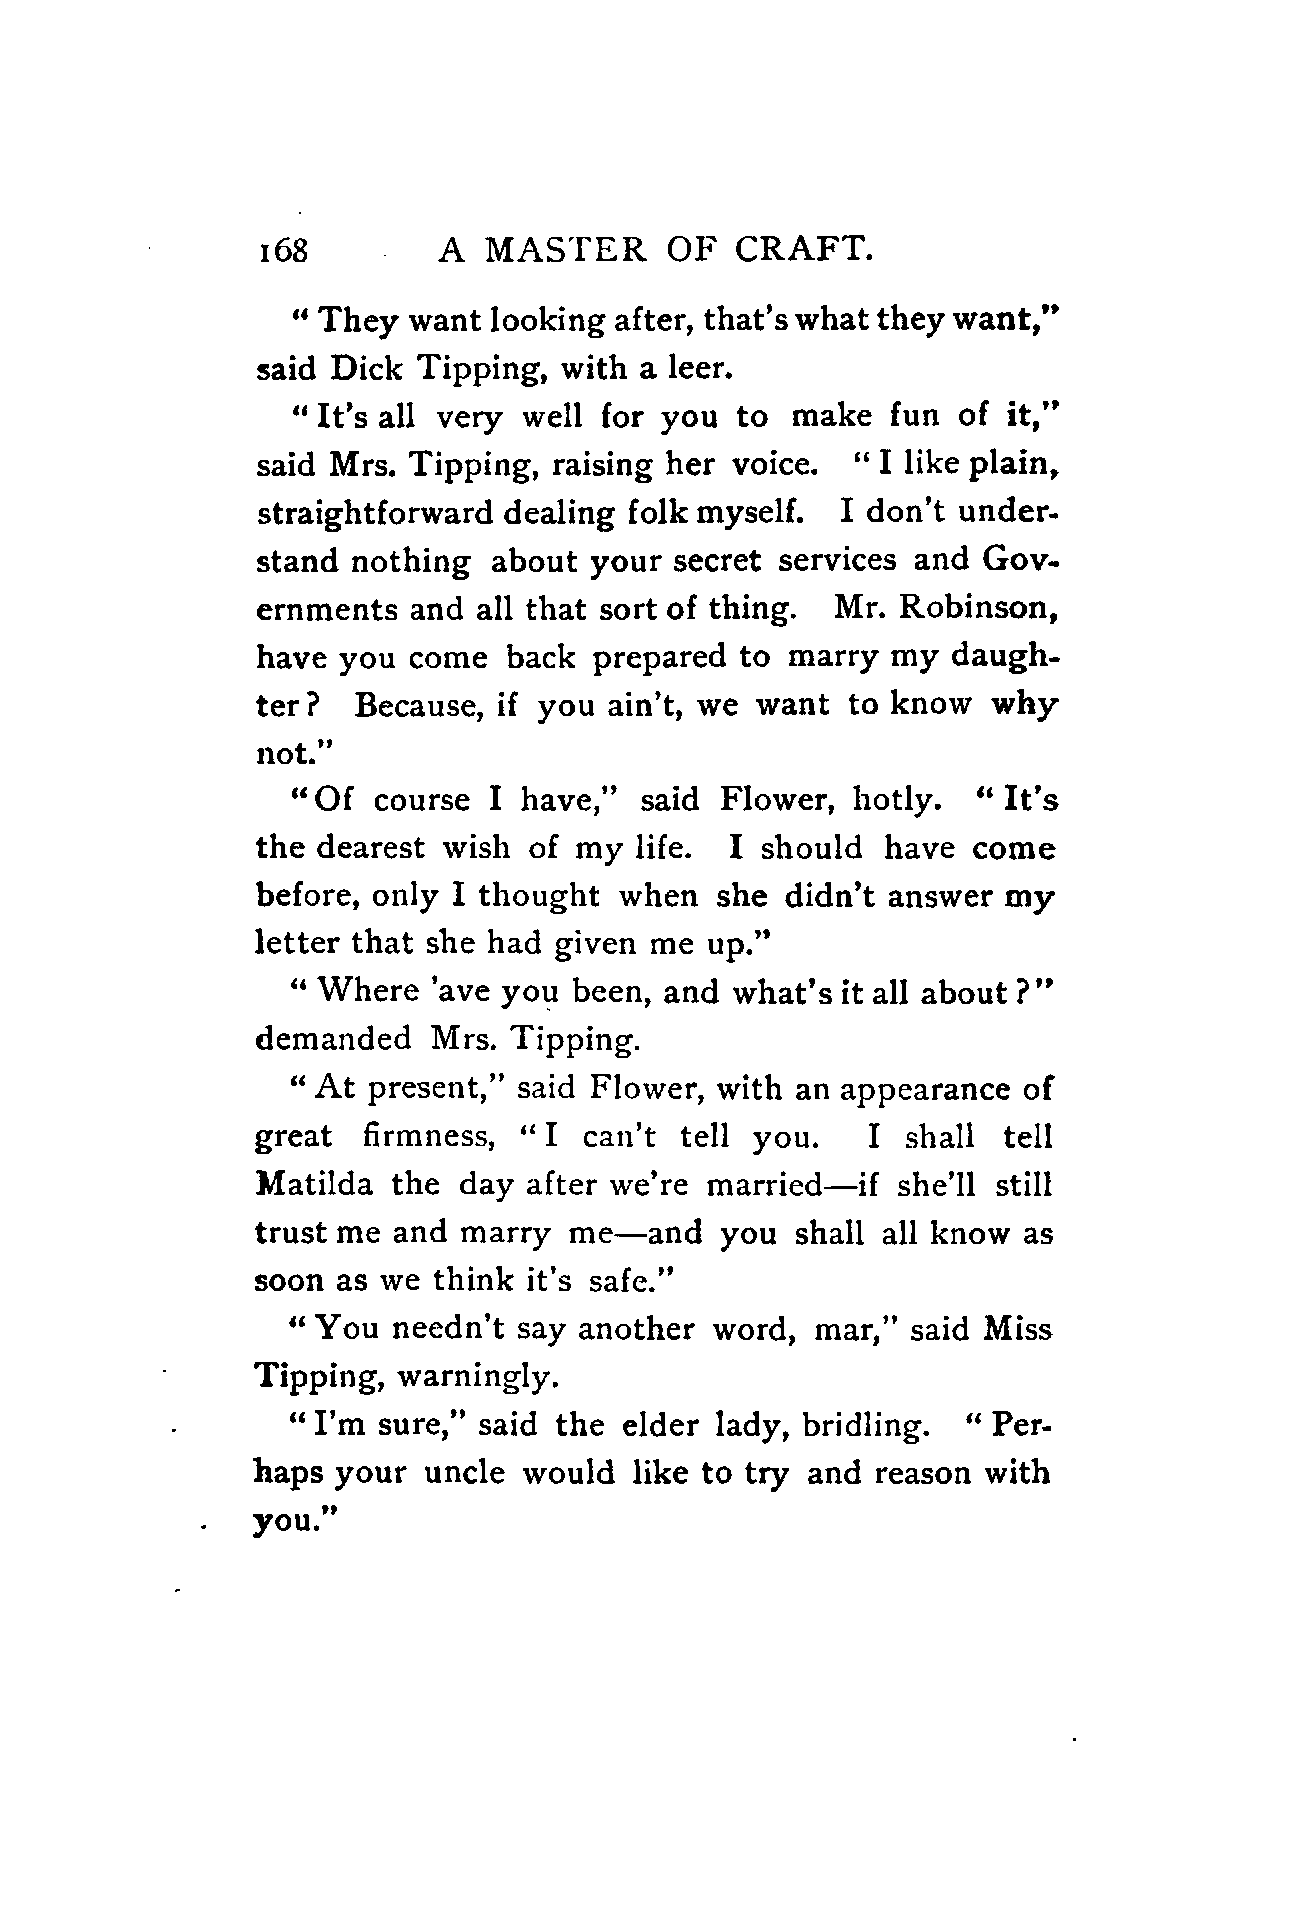 168 A MASTER OF CRAFT.
"They want looking after, that's what they want,"
said Dick Tipping, with a leer.
"It's all very well for you to make fun of it,"
said Mrs. Tipping, raising her voice. "I like plain,
straightforward dealing folk myself. I don't under-
stand nothing about your secret services and Gov-
ernments and all that sort of thing. Mr. Robinson,
have you come back prepared to marry my daugh-
ter? Because, if you ain't, we want to know why
not."
"Of course I have," said Flower, hotly. "It's
the dearest wish of my life. I should have come
before, only I thought when she didn't answer my
letter that she had given me up."
"Where 'ave you been, and what's it all about?"
demanded Mrs. Tipping.
"At present," said Flower, with an appearance of
great firmness, "I can't tell you. I shall tell
Matilda the day after we're married—if she'll still
trust me and marry me—and you shall all know as
soon as we think it's safe."
"You needn't say another word, mar," said Miss
Tipping, warningly.
"I'm sure," said the elder lady, bridling. "Per-
haps your uncle would like to try and reason with
you."